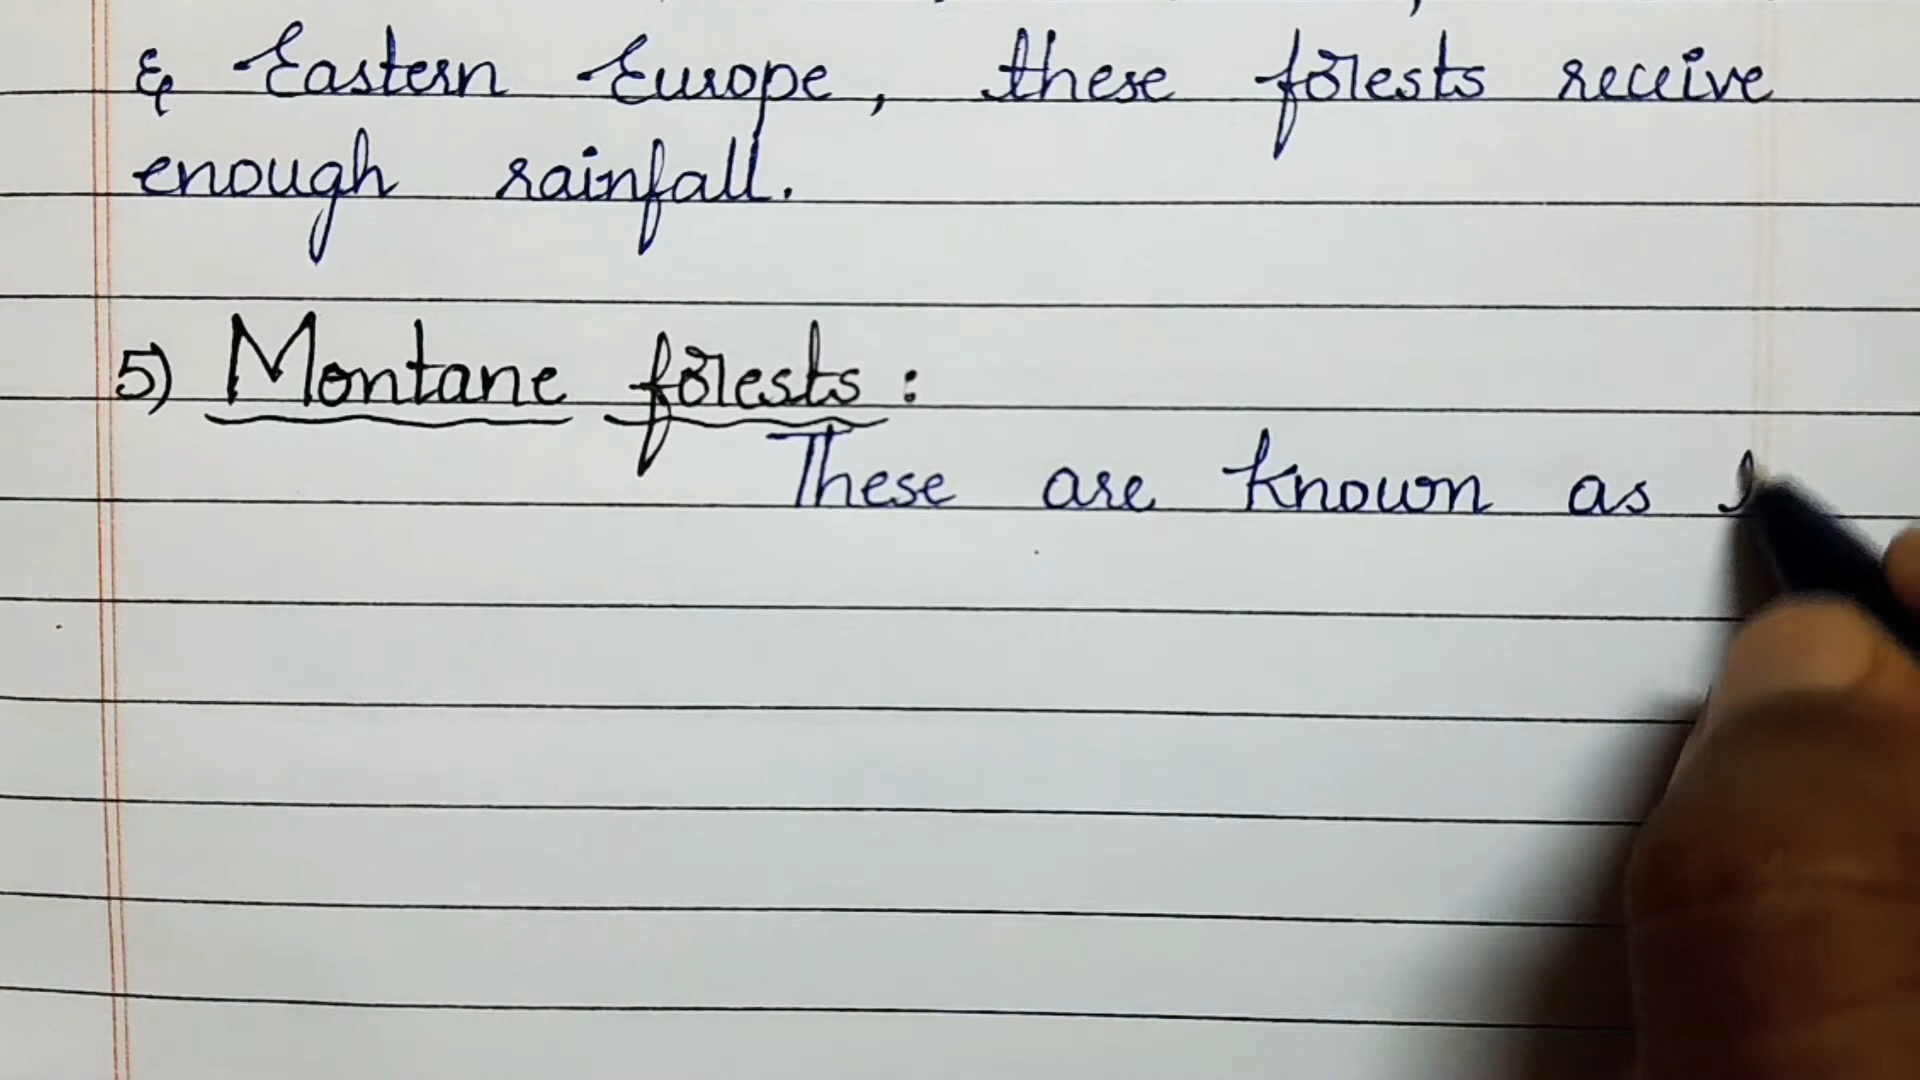 & Eastern Europe, these forests receive
enough rainfall.
5) Montane forests:
These are known as